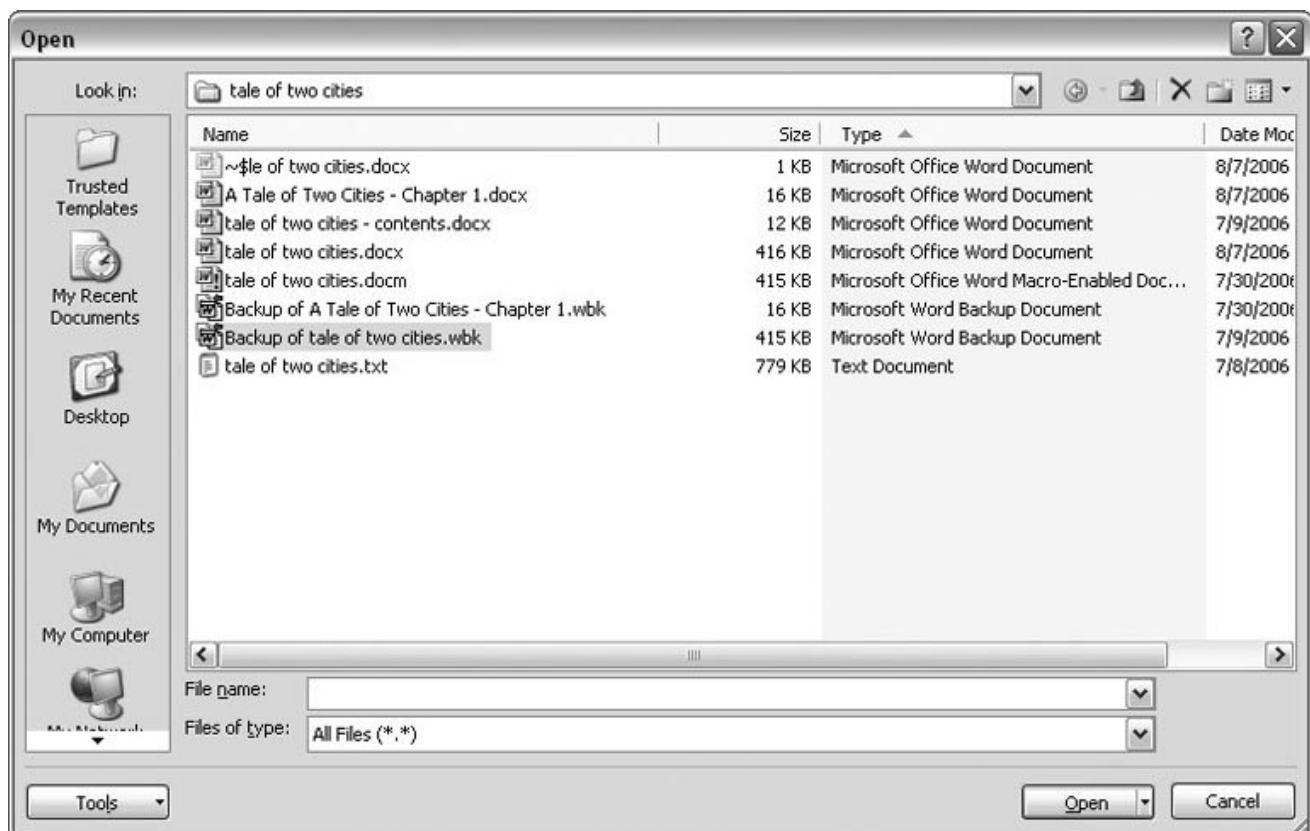 Open
Look in: tale of two cities
Name Size Type Date Mod
~$le of two cities.docx 1 KB Microsoft Office Word Document 8/7/2006
A Tale of Two Cities - Chapter 1.docx 16 KB Microsoft Office Word Document 8/7/2006
tale of two cities - contents.docx 12 KB Microsoft Office Word Document 7/9/2006
tale of two cities.docx 416 KB Microsoft Office Word Document 8/7/2006
tale of two cities.docm 415 KB Microsoft Office Word Macro-Enabled Doc... 7/30/2006
Backup of A Tale of Two Cities - Chapter 1.wbk 16 KB Microsoft Word Backup Document 7/30/2006
Backup of tale of two cities.wbk 415 KB Microsoft Word Backup Document 7/9/2006
tale of two cities.txt 779 KB Text Document 7/8/2006
Trusted
Templates
My Recent
Documents
Desktop
My Documents
My Computer
File name:
Files of type: All Files (*.*)
Tools Open Cancel